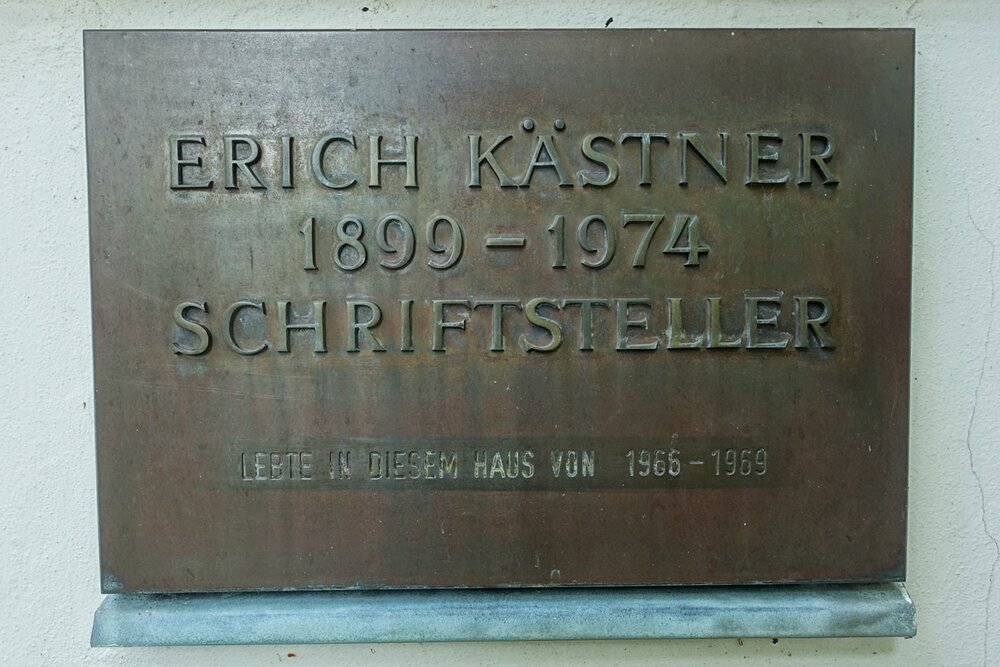 ERICH KÄSTNER
1899 – 1974
SCHRIFTSTELLER
LEBTE IN DIESEM HAUS VON 1966 – 1969